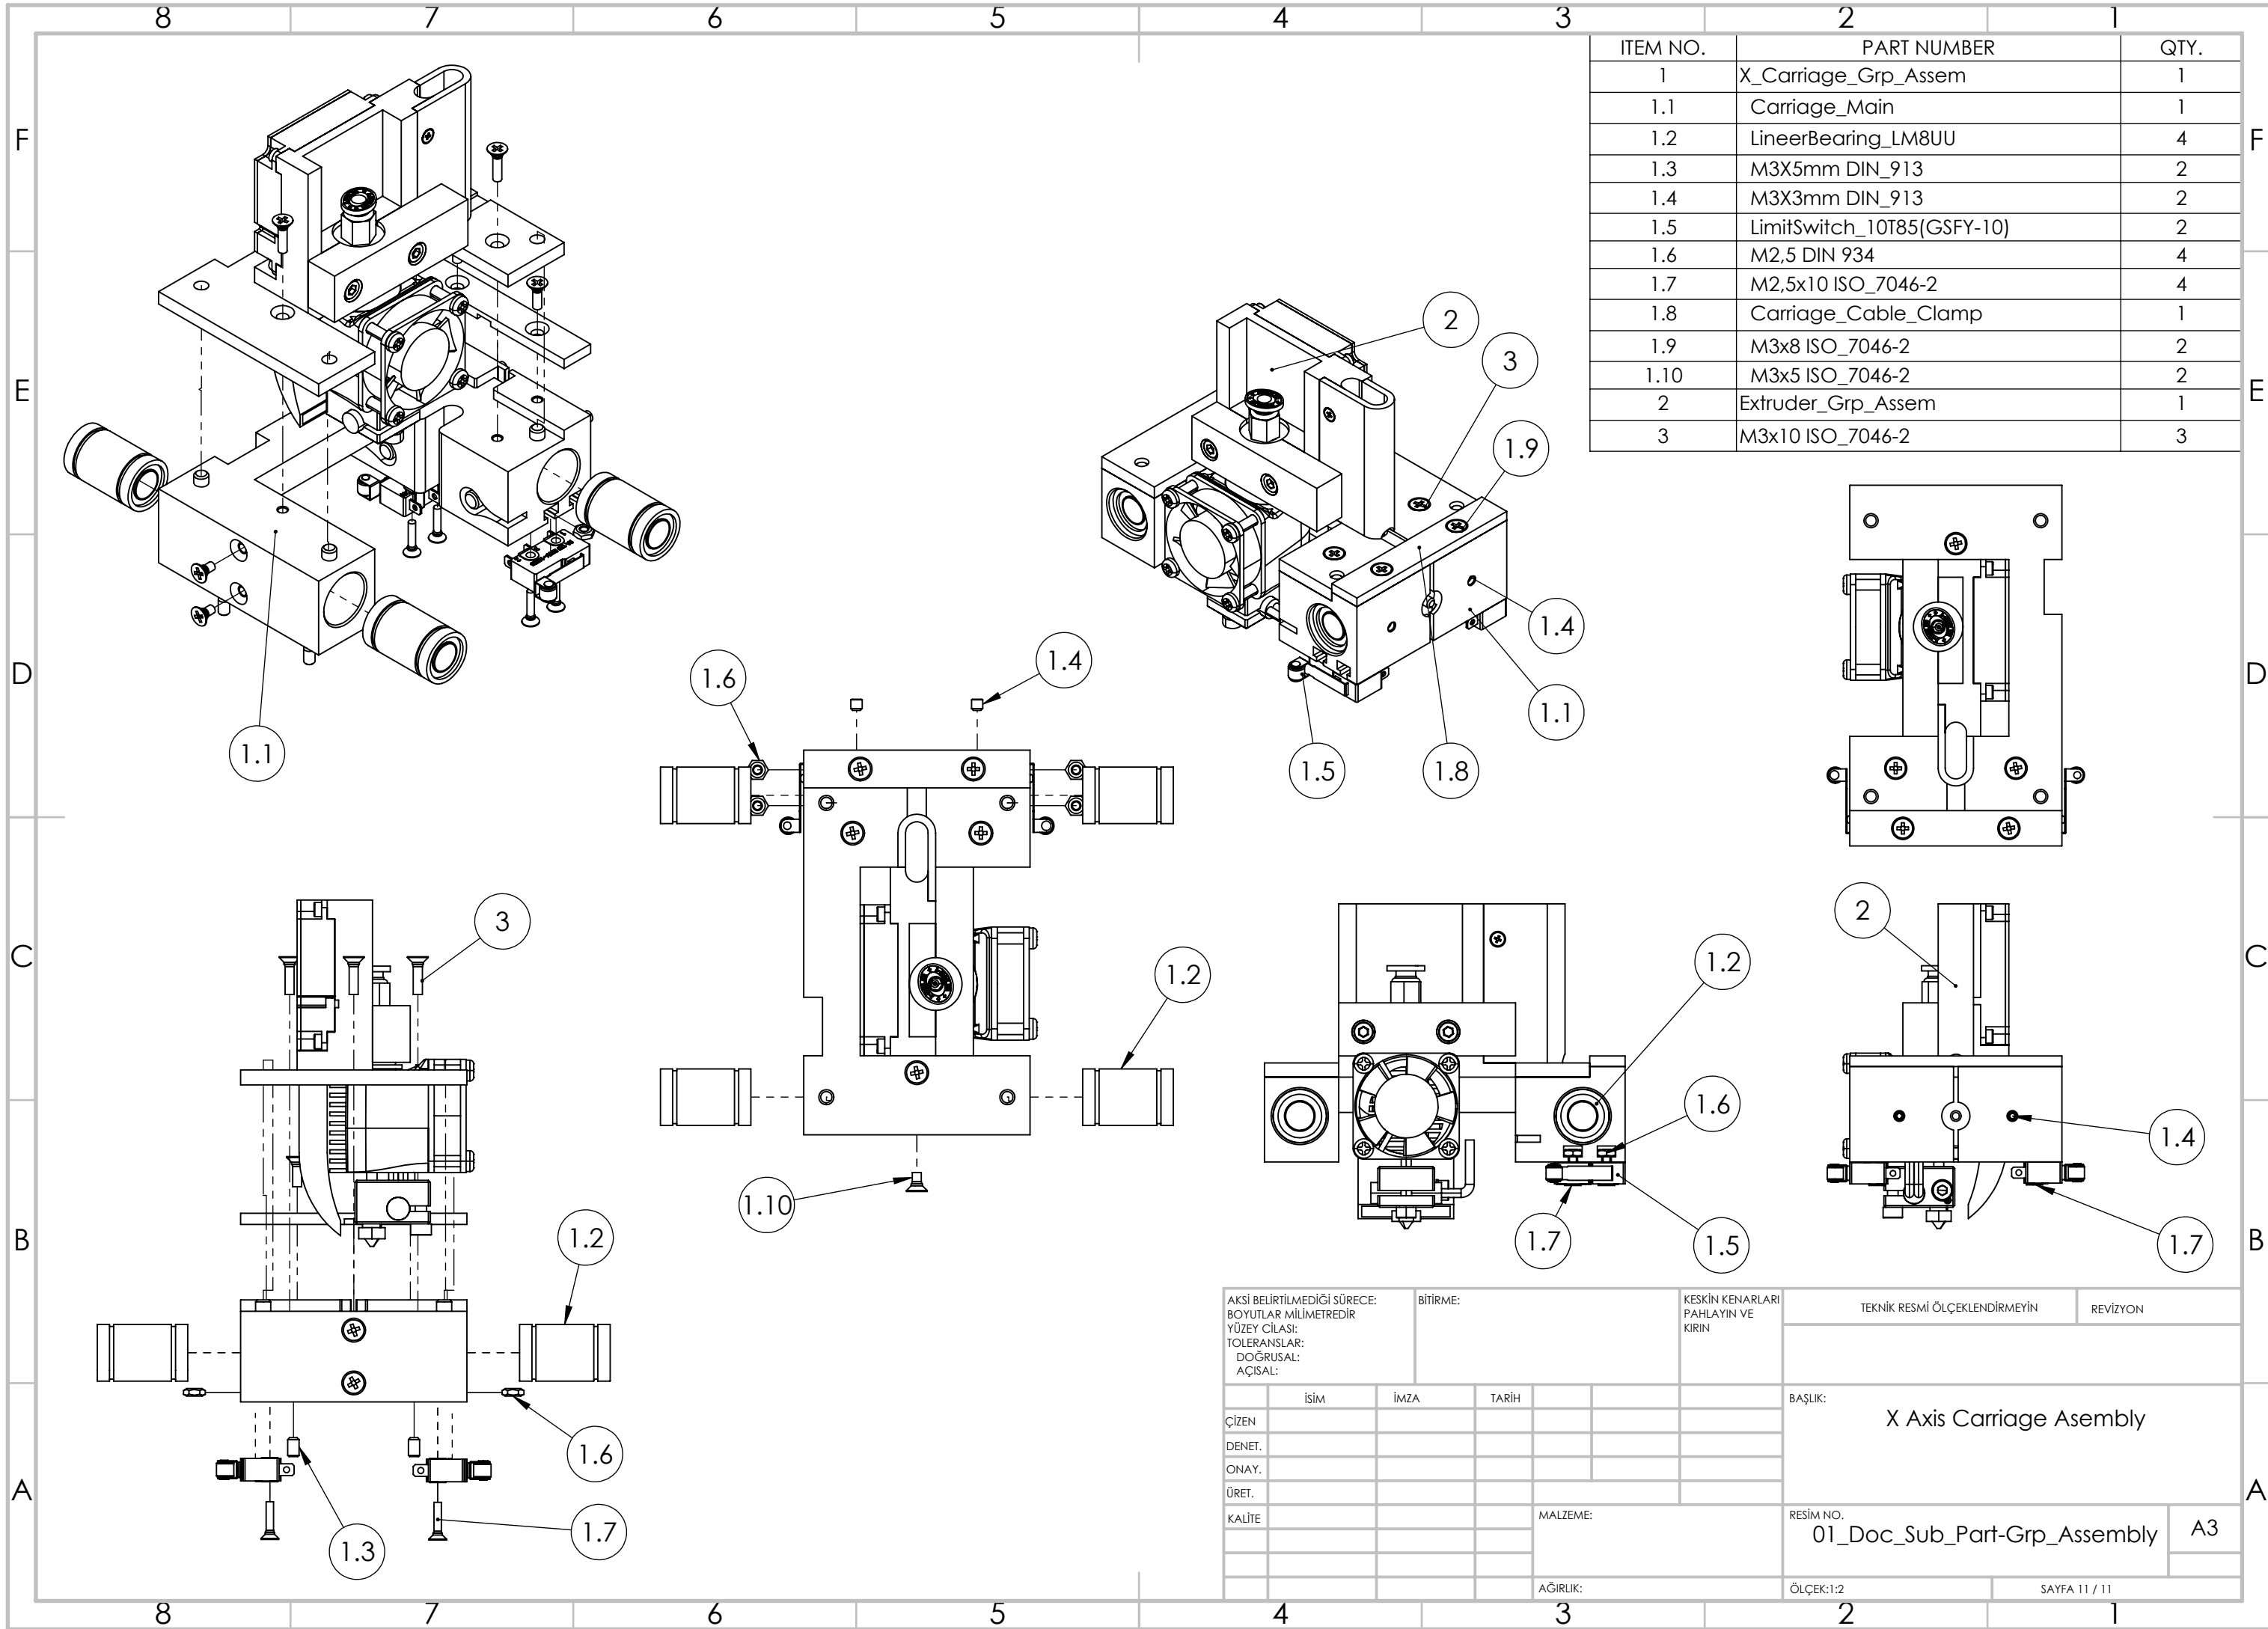 8 7 6 5 4 3 2 1
F
E
D
C
B
A
F
E
D
C
B
A
ITEM NO. PART NUMBER QTY.
1 X_Carriage_Grp_Assem 1
1.1 Carriage_Main 1
1.2 LineerBearing_LM8UU 4
1.3 M3X5mm DIN_913 2
1.4 M3X3mm DIN_913 2
1.5 LimitSwitch_10T85(GSFY-10) 2
1.6 M2,5 DIN 934 4
1.7 M2,5x10 ISO_7046-2 4
1.8 Carriage_Cable_Clamp 1
1.9 M3x8 ISO_7046-2 2
1.10 M3x5 ISO_7046-2 2
2 Extruder_Grp_Assem 1
3 M3x10 ISO_7046-2 3
1.1
2
3
1.9
1.4
1.1
1.8
1.5
1.6
1.4
1.2
1.10
3
1.2
1.6
1.7
1.3
1.2
1.6
1.5
1.7
2
1.4
1.7
AKSİ BELİRTİLMEDİĞİ SÜRECE:
BOYUTLAR MİLİMETREDİR
YÜZEY CİLASI:
TOLERANSLAR:
DOĞRUSAL:
AÇISAL:
BİTİRME:
KESKİN KENARLARI
PAHLAYIN VE
KIRIN
TEKNİK RESMİ ÖLÇEKLENDİRMEYİN
REVİZYON
İSİM İMZA TARİH
ÇİZEN
DENET.
ONAY.
ÜRET.
KALİTE
MALZEME:
AĞIRLIK:
BAŞLIK:
X Axis Carriage Asembly
RESİM NO.
01_Doc_Sub_Part-Grp_Assembly
A3
ÖLÇEK:1:2
SAYFA 11 / 11
8 7 6 5 4 3 2 1